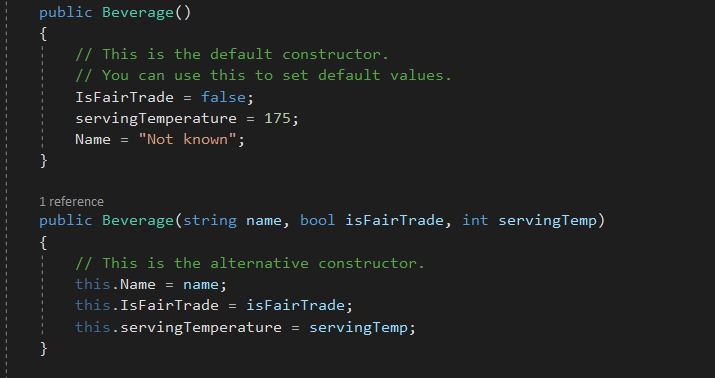 public Beverage()
{
// This is the default constructor.
// You can use this to set default values.
IsFairTrade = false;
servingTemperature = 175;
Name = "Not known";
}
1 reference
public Beverage(string name, bool isFairTrade, int servingTemp)
{
// This is the alternative constructor.
this.Name = name;
this.IsFairTrade = isFairTrade;
this.servingTemperature = servingTemp;
}